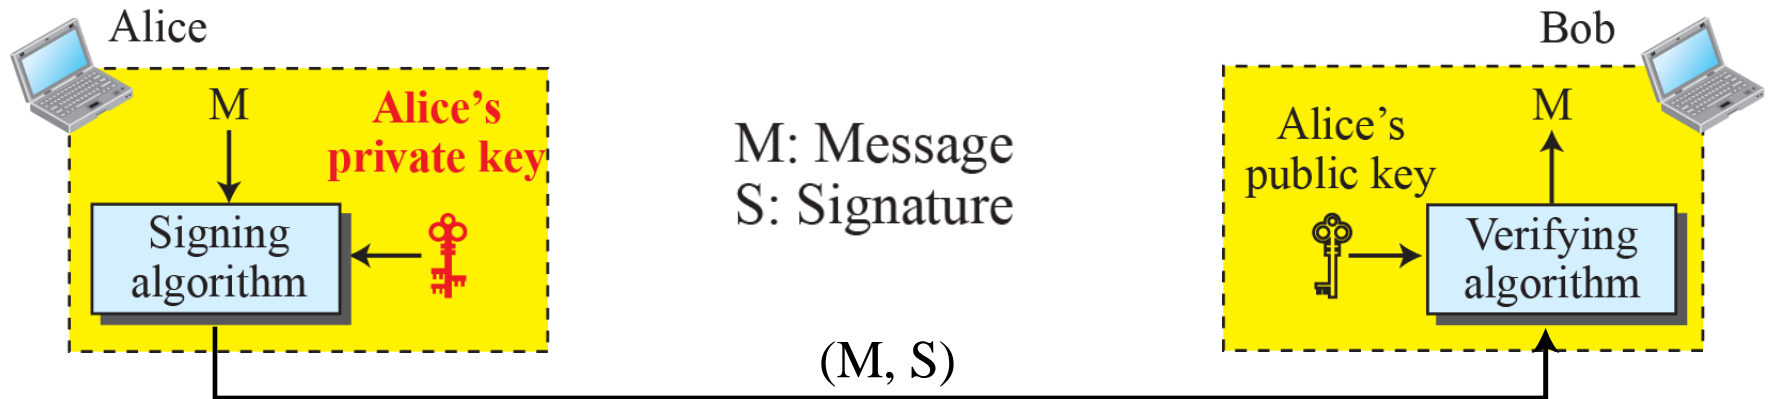 Alice
M
Alice's
private key
Signing
algorithm
M: Message
S: Signature
(M, S)
Bob
Alice's
public key
M
Verifying
algorithm